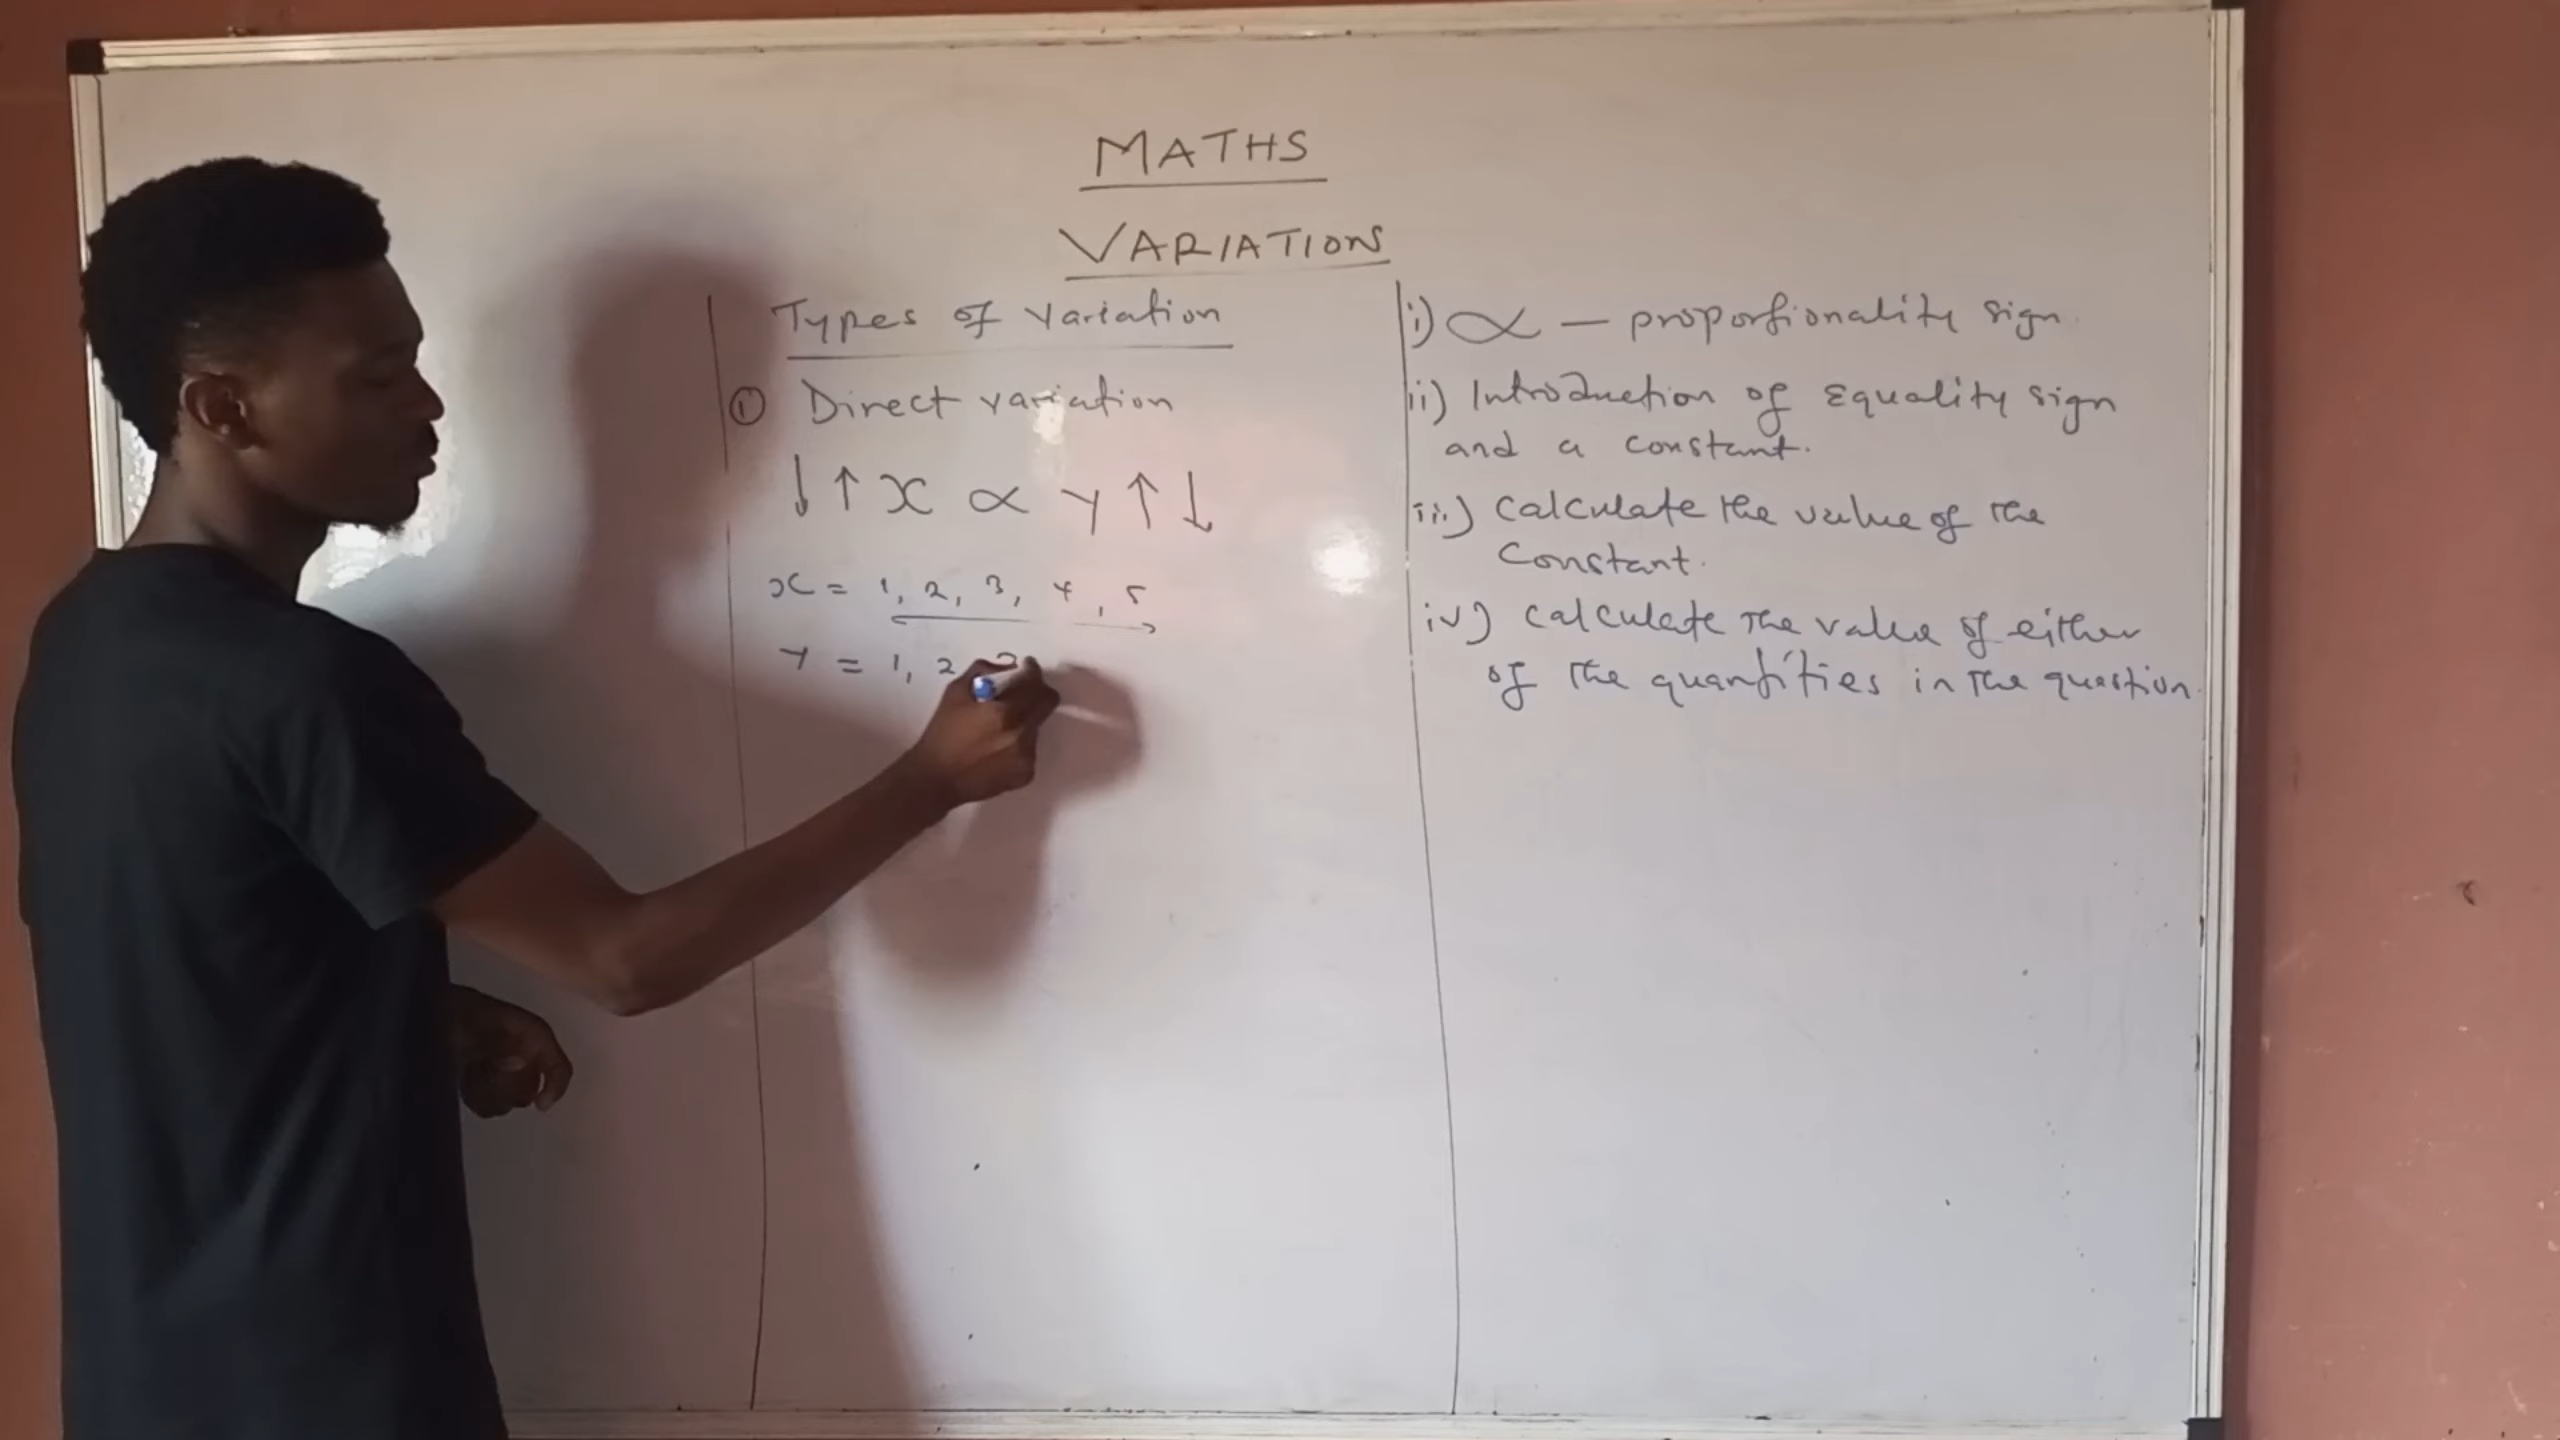 MATHS
VARIATIONS
Types of variation
① Direct variation
↓↑ x ∝ y ↑↓
x = 1, 2, 3, 4, 5
y = 1, 2
i) ∝ — proportionality sign
ii) Introduction of Equality sign
and a constant.
iii) Calculate the value of the
Constant.
iv) Calculate the value of either
of the quantities in the question.